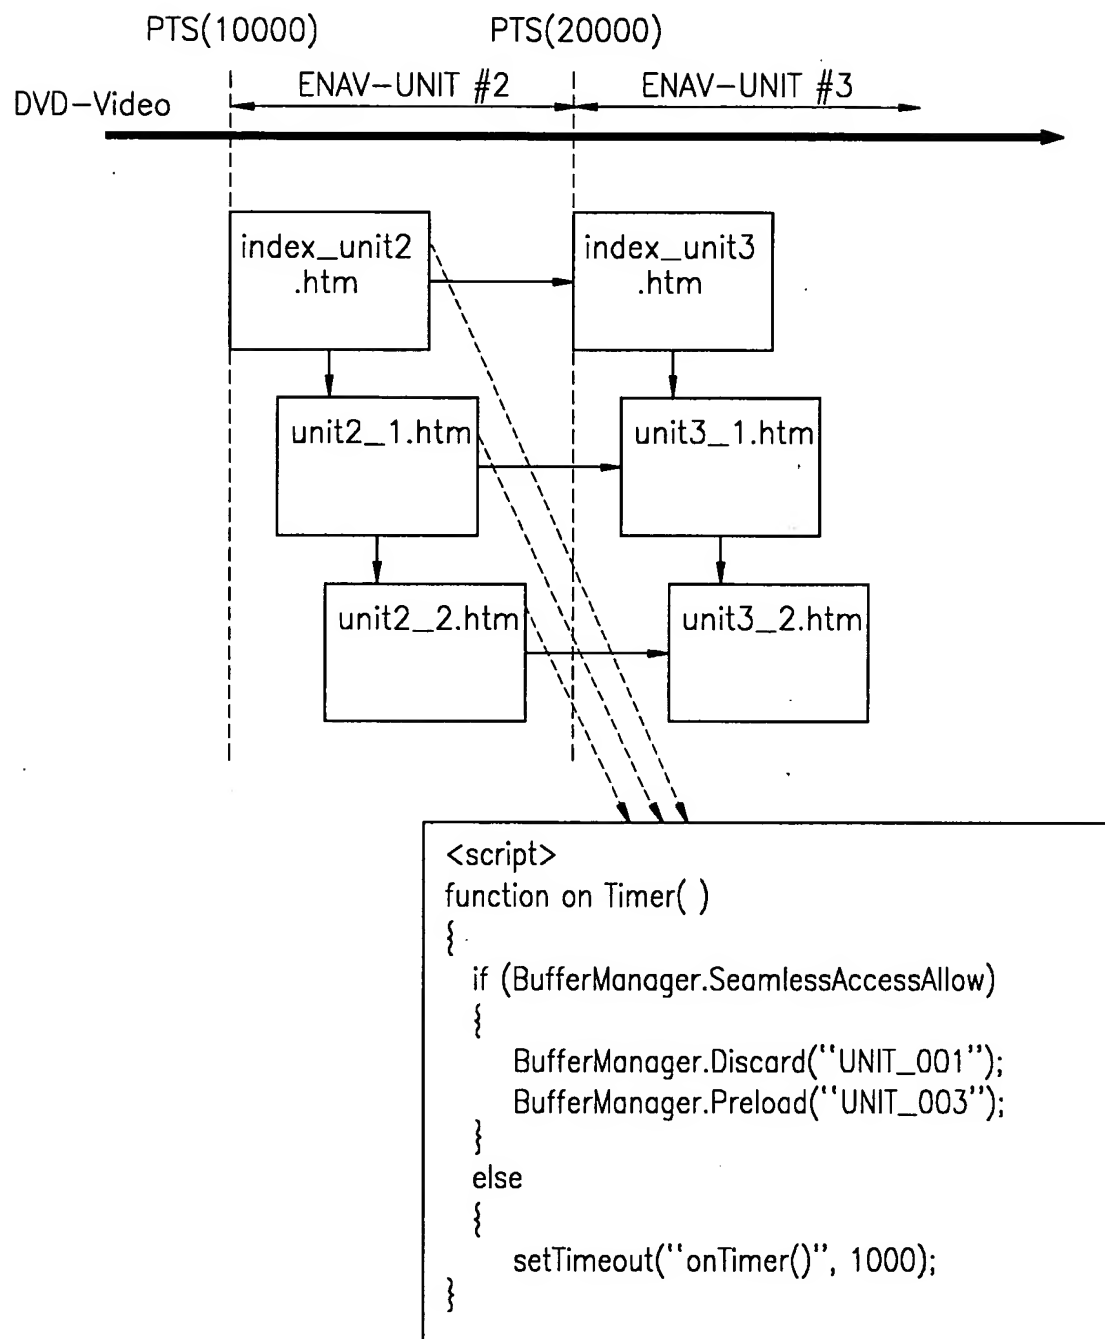 PTS(10000) PTS(20000)
ENAV-UNIT #2 ENAV-UNIT #3
DVD-Video
index_unit2
.htm
index_unit3
.htm
unit2_1.htm
unit3_1.htm
unit2_2.htm
unit3_2.htm
<script>
function on Timer( )
{
if (BufferManager.SeamlessAccessAllow)
{
BufferManager.Discard(“UNIT_001”);
BufferManager.Preload(“UNIT_003”);
}
else
{
setTimeout(“onTimer()”, 1000);
}